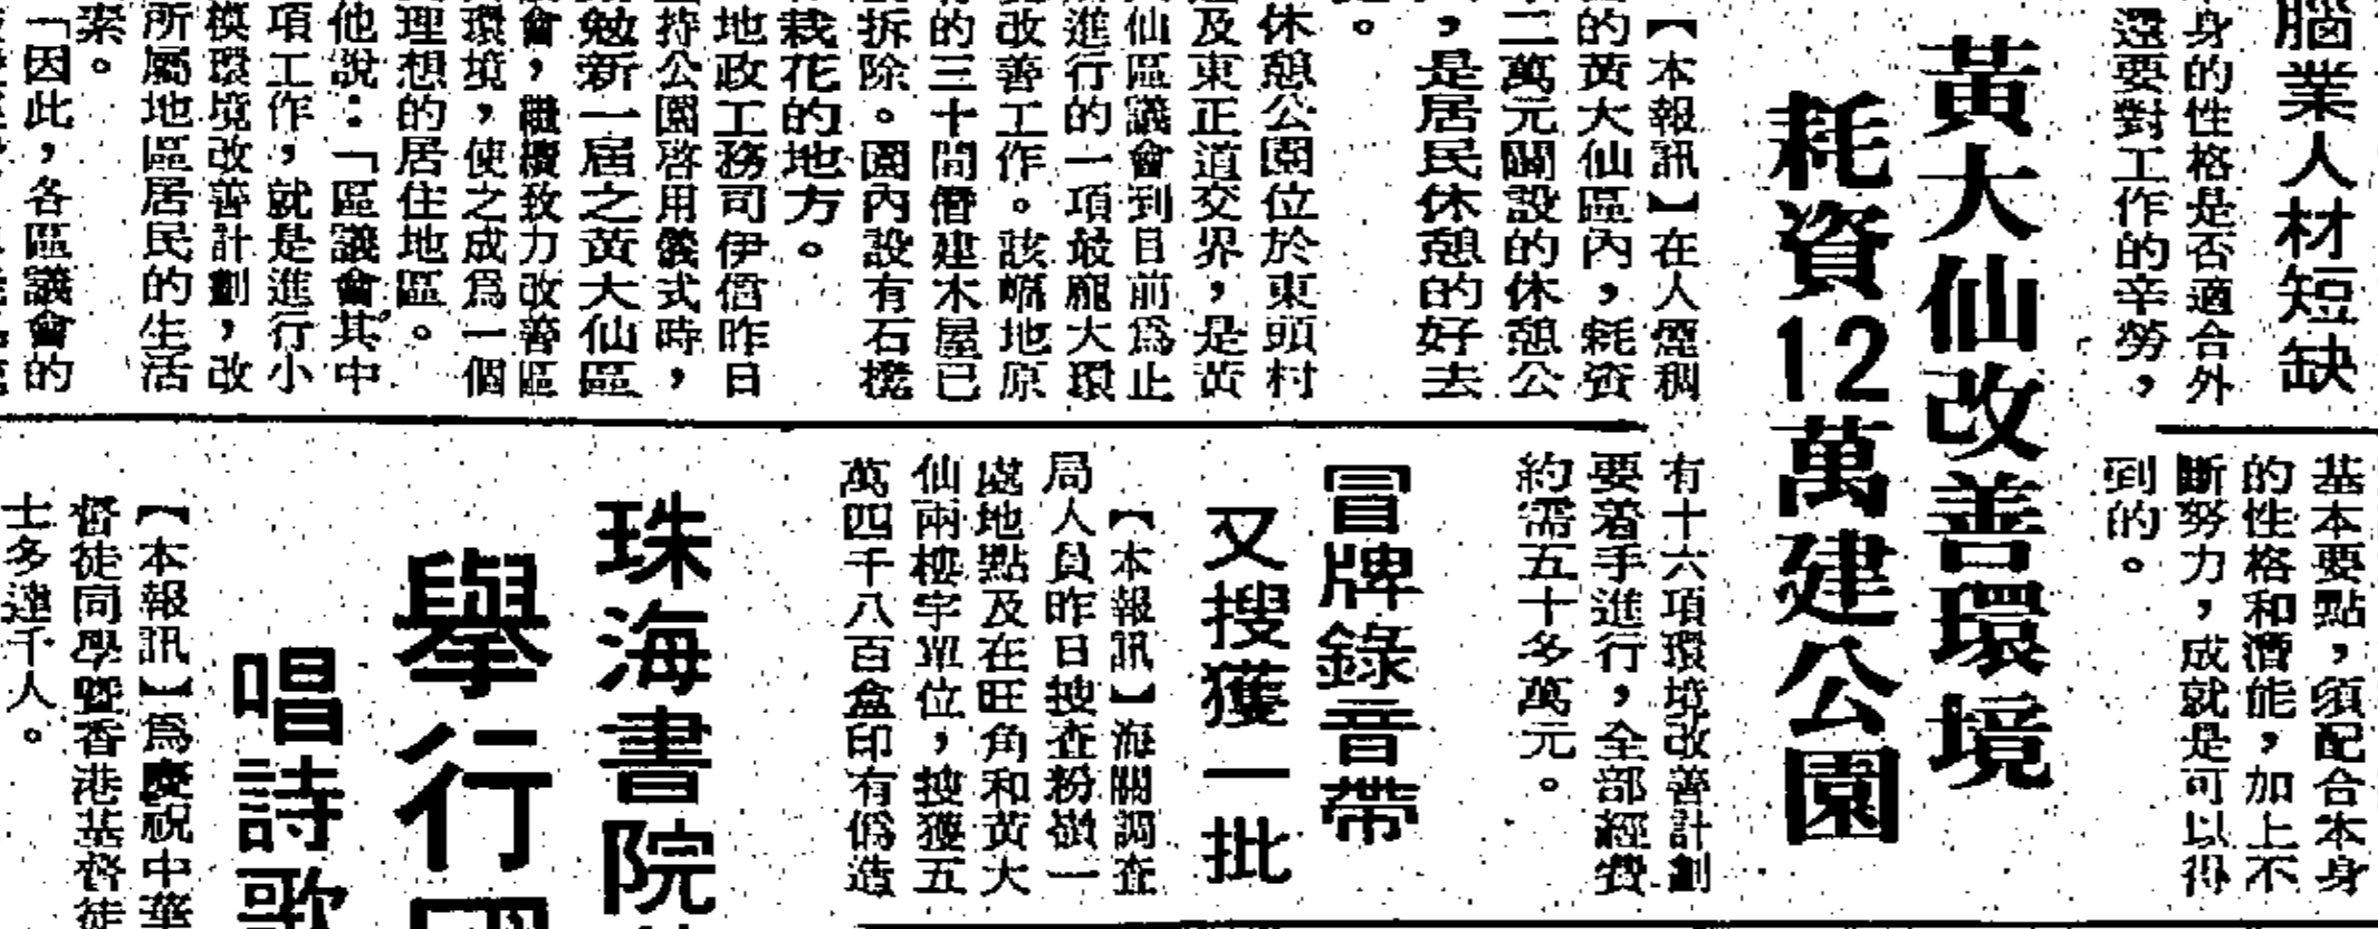 腦業人材短缺
身的性格是否適合外
還要對工作的辛勞，
基本要點，須配合本身
的性格和潛能，加上不
斷努力，成就是可以得
到的。
黃大仙改善環境
耗資12萬建公園
【本報訊】在人煙稠
的黃大仙區內，耗資
二萬元闢設的休憩公
，是居民休憩的好去
。
休憩公園位於東頭村
及東正道交界，是黃
仙區議會到目前爲止
進行的一項最龐大環
改善工作。該幅地原
的三十間僭建木屋已
拆除。園內設有石櫈
栽花的地方。
地政工務司伊信昨日
持公園啓用儀式時，
勉新一屆之黃大仙區
會，繼續致力改善區
環境，使之成爲一個
理想的居住地區。
他說：「區議會其中
項工作，就是進行小
模環境改善計劃，改
所屬地區居民的生活
索。
「因此，各區議會的
有十六項環境改善計劃
要着手進行，全部經費
約需五十多萬元。
冒牌錄音帶
又搜獲一批
【本報訊】海關調查
局人員昨日搜查粉嶺一
處地點及在旺角和黃大
仙兩樓宇單位，搜獲五
萬四千八百盒印有僞造
珠海書院
舉行國
唱詩歌
【本報訊】爲慶祝中華
督徒同學暨香港基督徒
士多達千人。